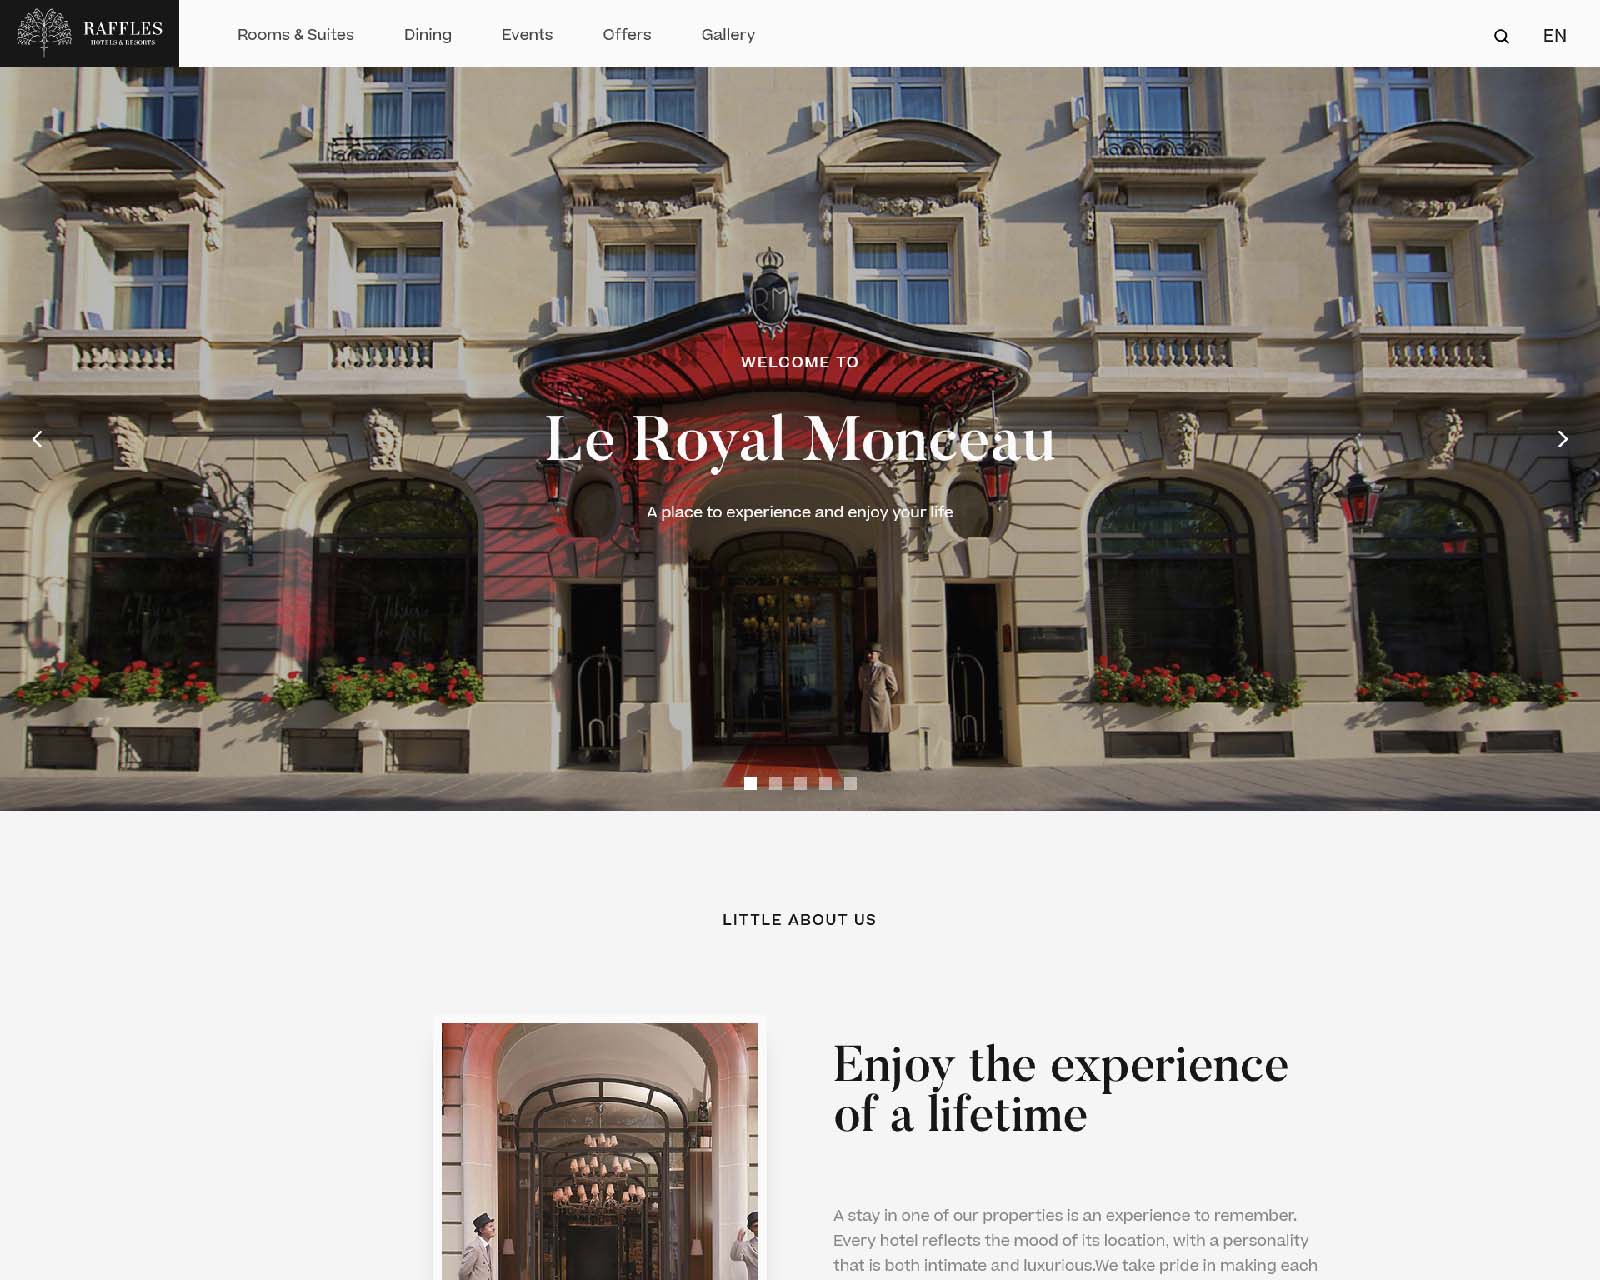 RAFFLES
HOTELS & RESORTS
Rooms & Suites
Dining
Events
Offers
Gallery
EN
RM
WELCOME TO
Le Royal Monceau
A place to experience and enjoy your life
LITTLE ABOUT US
Enjoy the experience
of a lifetime
A stay in one of our properties is an experience to remember.
Every hotel reflects the mood of its location, with a personality
that is both intimate and luxurious.We take pride in making each